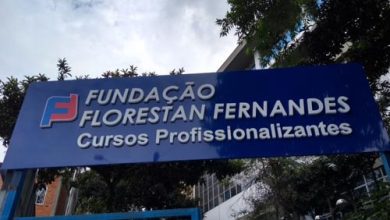 FUNDAÇÃO
FLORESTAN FERNANDES
Cursos Profissionalizantes